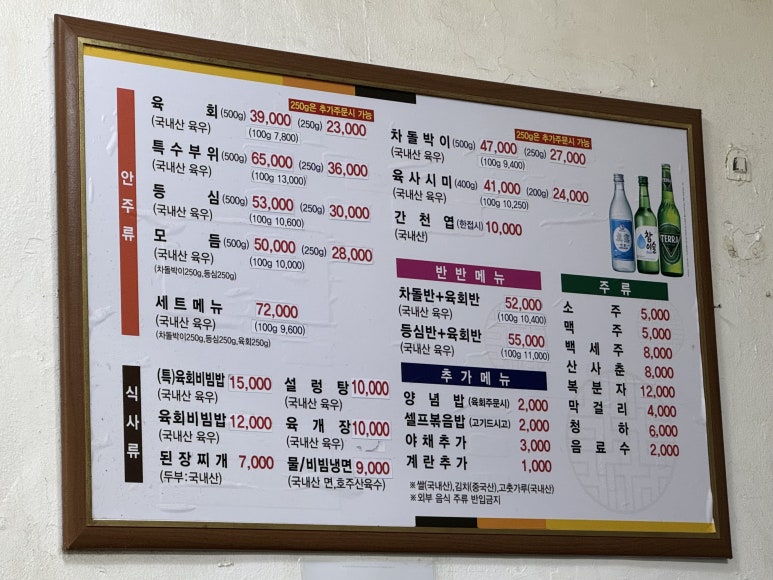 안주류
250g은 추가주문시 가능
육 회 (500g) 39,000 (250g) 23,000
(국내산 육우) (100g 7,800)
특수부위 (500g) 65,000 (250g) 36,000
(국내산 육우) (100g 13,000)
등 심 (500g) 53,000 (250g) 30,000
(국내산 육우) (100g 10,600)
모 듬 (500g) 50,000 (250g) 28,000
(국내산 육우) (100g 10,000)
(차돌박이250g,등심250g)
세트메뉴 72,000
(국내산 육우) (100g 9,600)
(차돌박이250g,등심250g,육회250g)
250g은 추가주문시 가능
차돌박이 (500g) 47,000 (250g) 27,000
(국내산 육우) (100g 9,400)
육사시미 (400g) 41,000 (200g) 24,000
(국내산 육우) (100g 10,250)
간천엽 (한접시) 10,000
(국내산)
반반메뉴
차돌반+육회반 52,000
(국내산 육우) (100g 10,400)
등심반+육회반 55,000
(국내산 육우) (100g 11,000)
식사류
(특)육회비빔밥 15,000 설렁탕 10,000
(국내산 육우) (국내산 육우)
육회비빔밥 12,000 육개장 10,000
(국내산 육우) (국내산 육우)
된장찌개 7,000 물/비빔냉면 9,000
(두부:국내산) (국내산 면,호주산육수)
추가메뉴
양념밥 (육회주문시) 2,000
셀프볶음밥 (고기드시고) 2,000
야채추가 3,000
계란추가 1,000
※쌀(국내산),김치(중국산),고춧가루(국내산)
※외부 음식 주류 반입금지
참이슬
TERRA
주류
소 주 5,000
맥 주 5,000
백세주 8,000
산사춘 8,000
복분자 12,000
막걸리 4,000
청 하 6,000
음료수 2,000